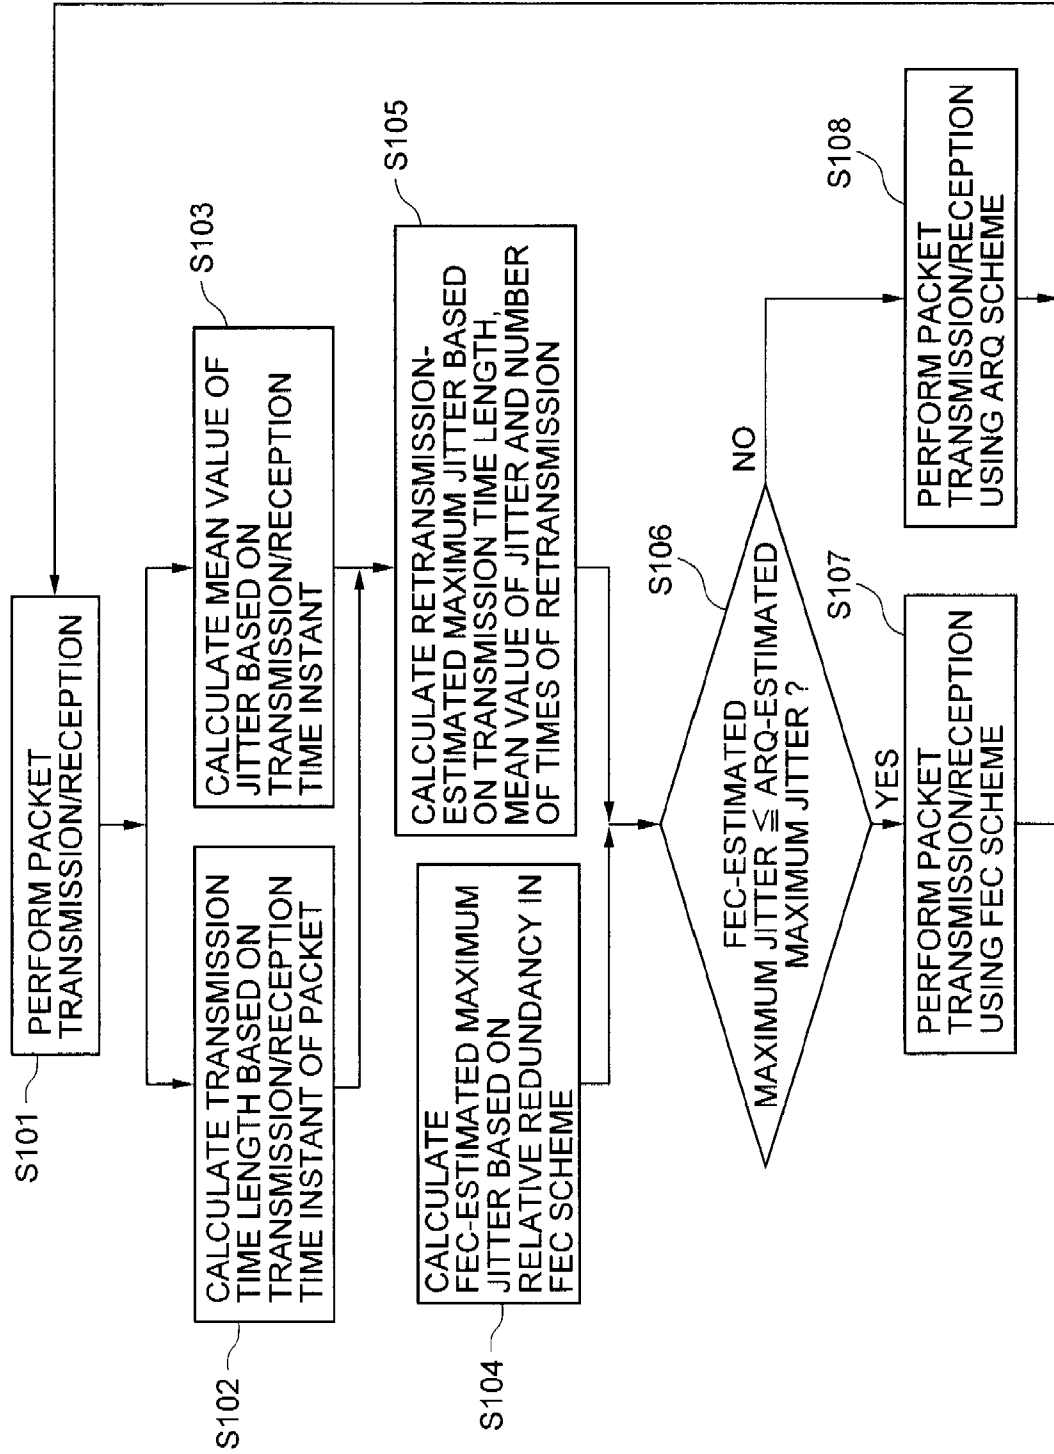 S101
PERFORM PACKET
TRANSMISSION/RECEPTION
S102
CALCULATE TRANSMISSION
TIME LENGTH BASED ON
TRANSMISSION/RECEPTION
TIME INSTANT OF PACKET
S103
CALCULATE MEAN VALUE OF
JITTER BASED ON
TRANSMISSION/RECEPTION
TIME INSTANT
S104
CALCULATE
FEC-ESTIMATED MAXIMUM
JITTER BASED ON
RELATIVE REDUNDANCY IN
FEC SCHEME
S105
CALCULATE RETRANSMISSION-
ESTIMATED MAXIMUM JITTER BASED
ON TRANSMISSION TIME LENGTH,
MEAN VALUE OF JITTER AND NUMBER
OF TIMES OF RETRANSMISSION
S106
FEC-ESTIMATED
MAXIMUM JITTER ≦ ARQ-ESTIMATED
MAXIMUM JITTER ?
NO
YES
S107
PERFORM PACKET
TRANSMISSION/RECEPTION
USING FEC SCHEME
S108
PERFORM PACKET
TRANSMISSION/RECEPTION
USING ARQ SCHEME